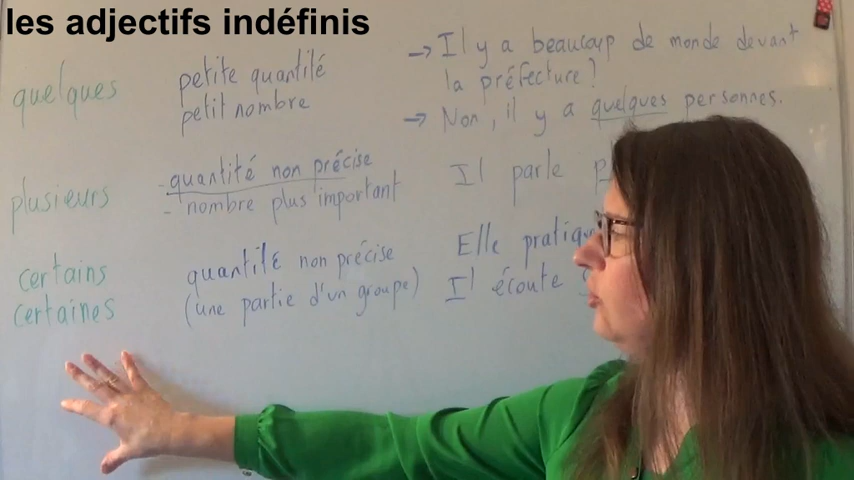 les adjectifs indéfinis
quelques
petite quantité
petit nombre
→ Il y a beaucoup de monde devant
la préfecture ?
→ Non, il y a quelques personnes.
plusieurs
- quantité non précise
- nombre plus important
Il parle
certains
certaines
quantité non précise
(une partie d'un groupe)
Elle
Il écoute